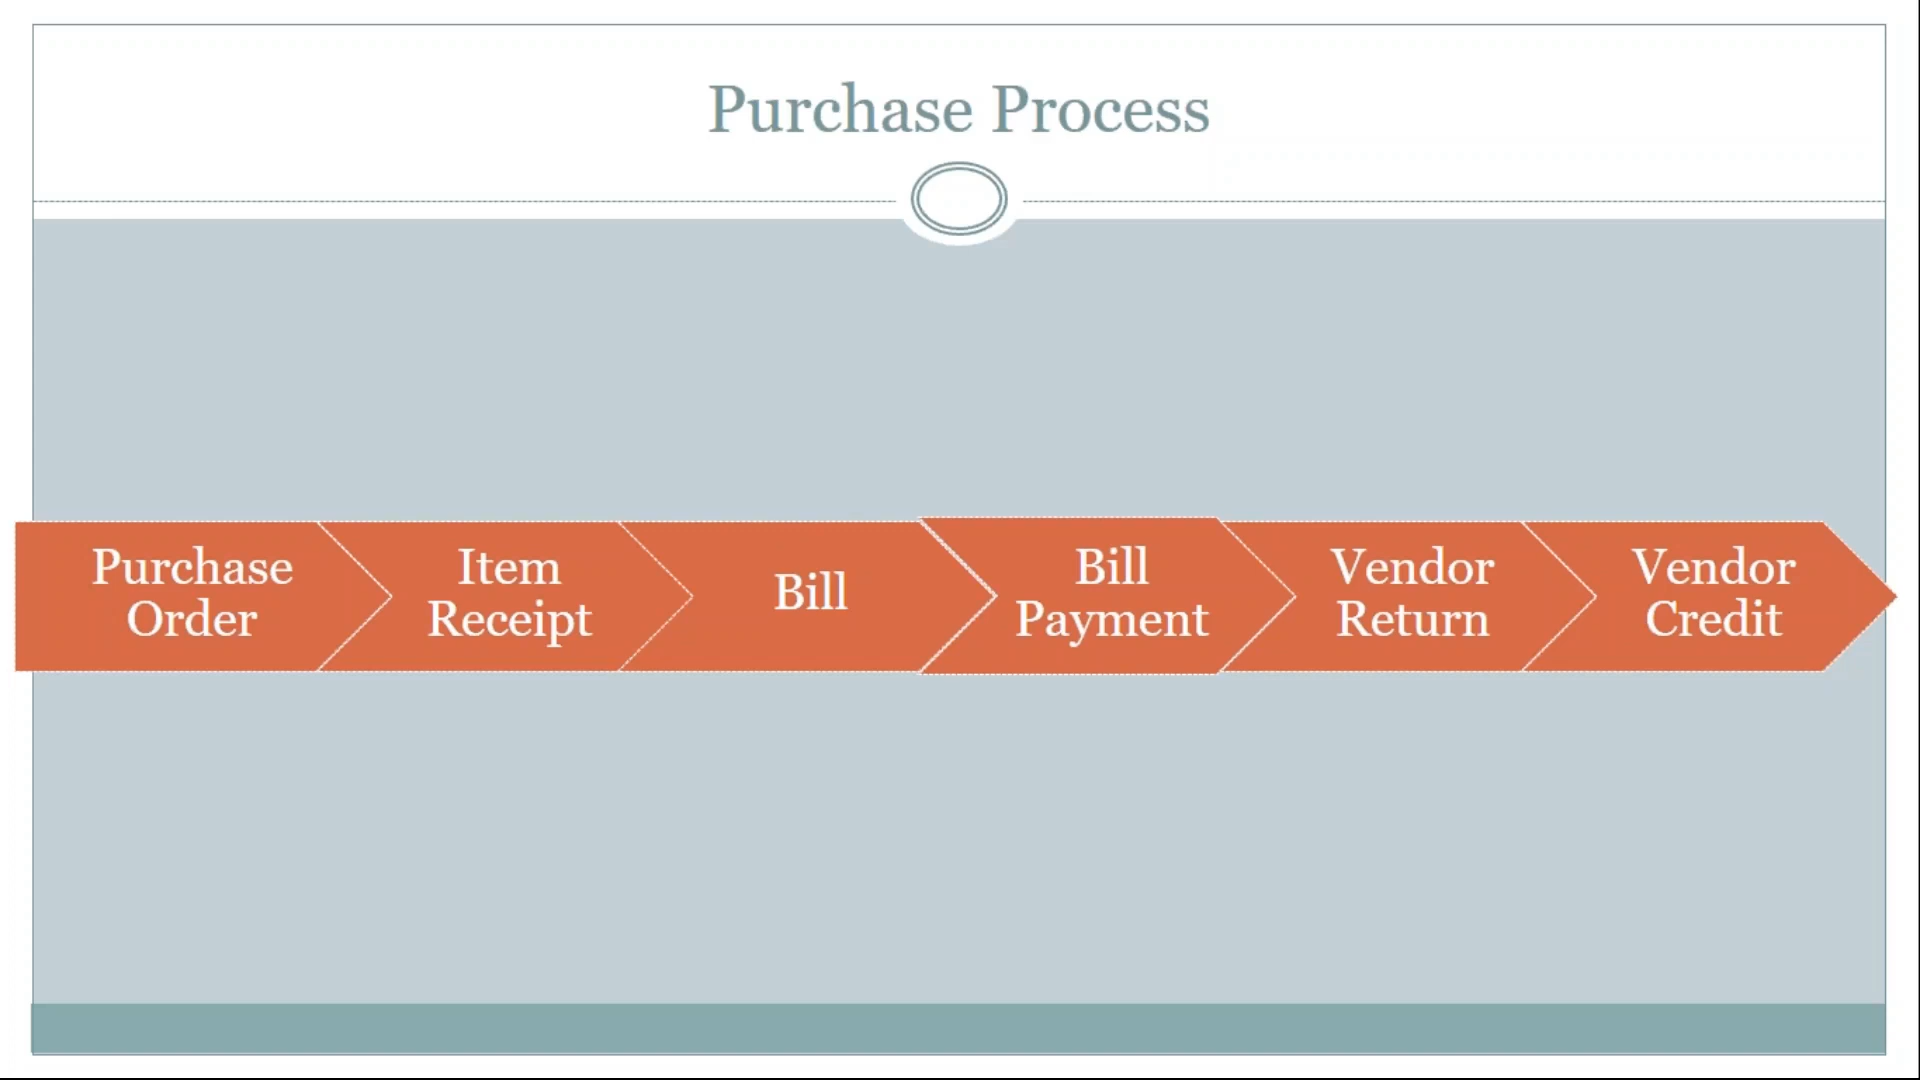 Purchase Process
Purchase
Order
Item
Receipt
Bill
Bill
Payment
Vendor
Return
Vendor
Credit